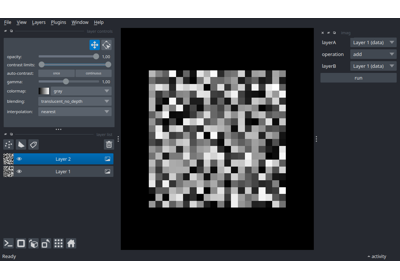 File View Layers Plugins Window Help
opacity: 1.00
contrast limits:
auto-contrast: once continuous
gamma: 1.00
colormap: gray
blending: translucent_no_depth
interpolation: nearest
Layer 2
Layer 1
Ready
layerA Layer 1 (data)
operation add
layerB Layer 1 (data)
run
activity